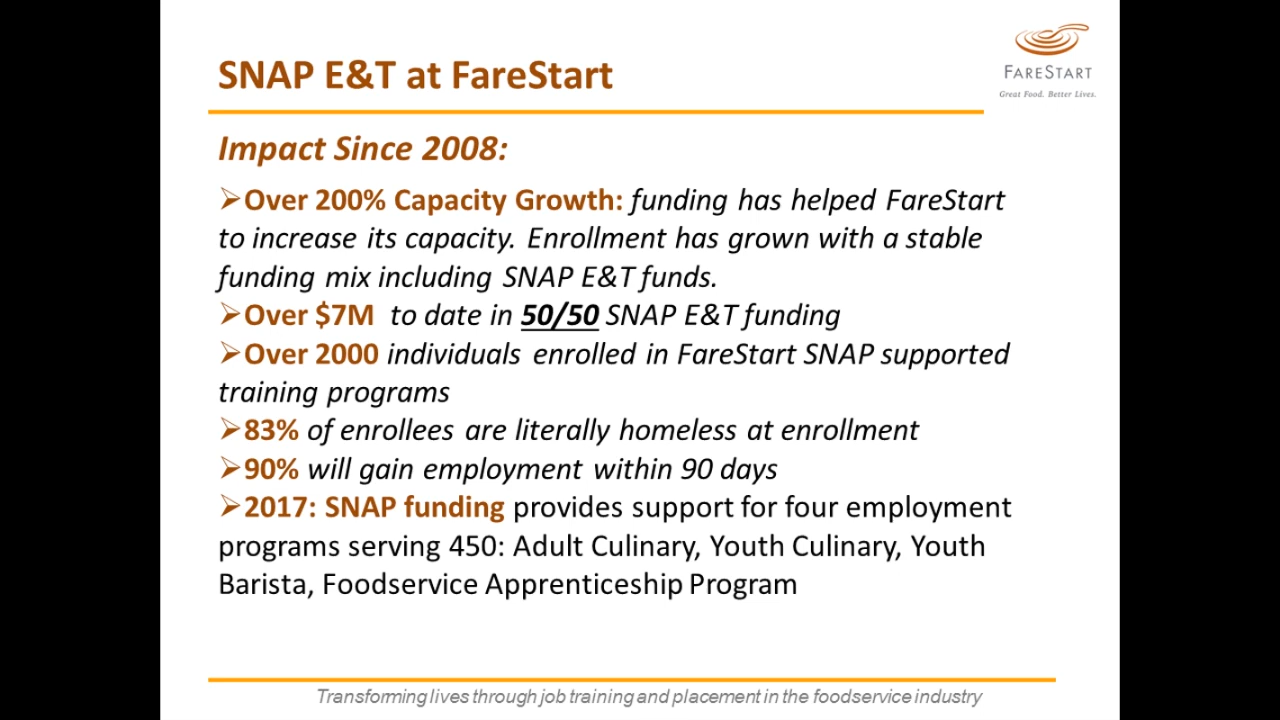 SNAP E&T at FareStart
FARESTART
Great Food. Better Lives.
Impact Since 2008:
➢Over 200% Capacity Growth: funding has helped FareStart
to increase its capacity. Enrollment has grown with a stable
funding mix including SNAP E&T funds.
➢Over $7M to date in 50/50 SNAP E&T funding
➢Over 2000 individuals enrolled in FareStart SNAP supported
training programs
➢83% of enrollees are literally homeless at enrollment
➢90% will gain employment within 90 days
➢2017: SNAP funding provides support for four employment
programs serving 450: Adult Culinary, Youth Culinary, Youth
Barista, Foodservice Apprenticeship Program
Transforming lives through job training and placement in the foodservice industry